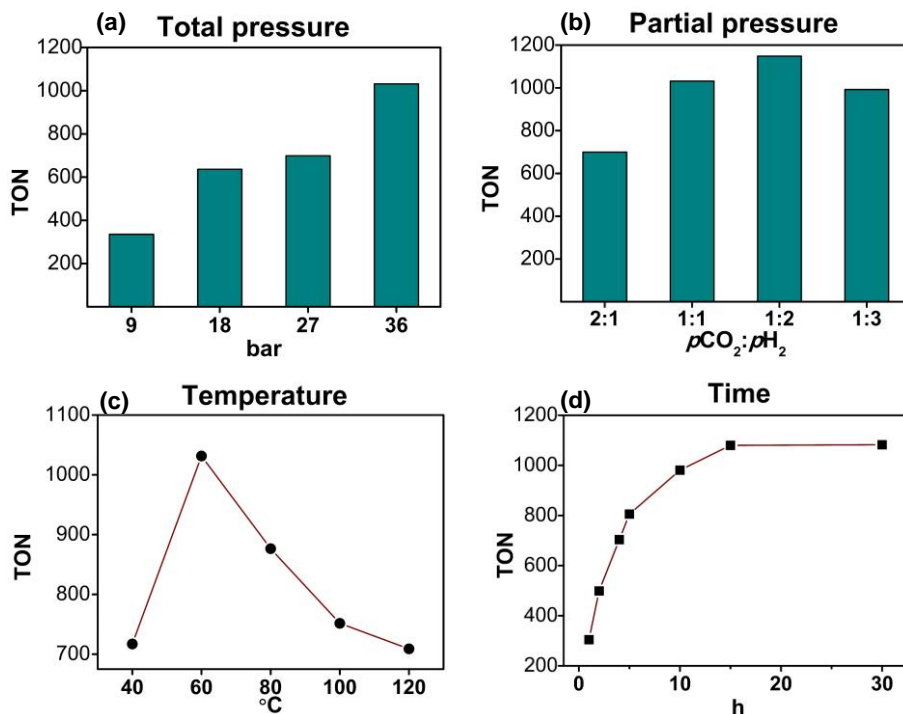 (a) Total pressure
1200
1000
800
600
400
200
TON
9 18 27 36
bar
(b) Partial pressure
1200
1000
800
600
400
200
TON
2:1 1:1 1:2 1:3
pCO₂:pH₂
(c) Temperature
1100
1000
900
800
700
TON
40 60 80 100 120
°C
(d) Time
1200
1000
800
600
400
200
TON
0 10 20 30
h